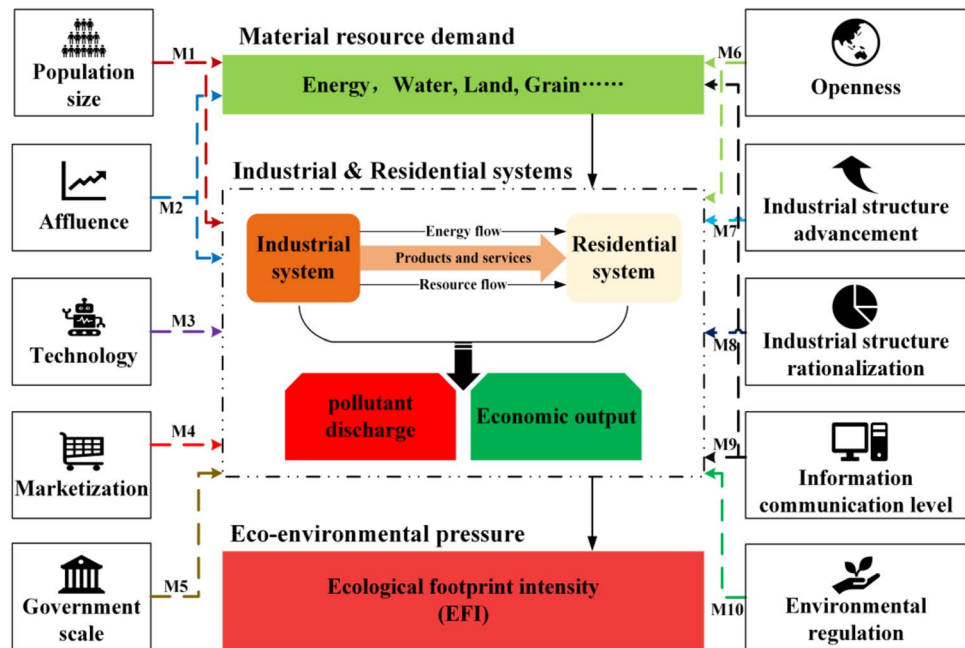 Population
size
Affluence
Technology
Marketization
Government
scale
M1
M2
M3
M4
M5
Material resource demand
Energy，Water, Land, Grain……
Industrial & Residential systems
Industrial
system
Energy flow
Products and services
Resource flow
Residential
system
pollutant
discharge
Economic output
Eco-environmental pressure
Ecological footprint intensity
(EFI)
M6
M7
M8
M9
M10
Openness
Industrial structure
advancement
Industrial structure
rationalization
Information
communication level
Environmental
regulation